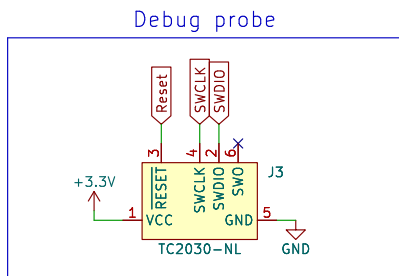 Debug probe
Reset
SWCLK
SWDIO
3
4
2
6
RESET
SWCLK
SWDIO
SWO
J3
+3.3V
1
VCC
GND
5
TC2030-NL
GND